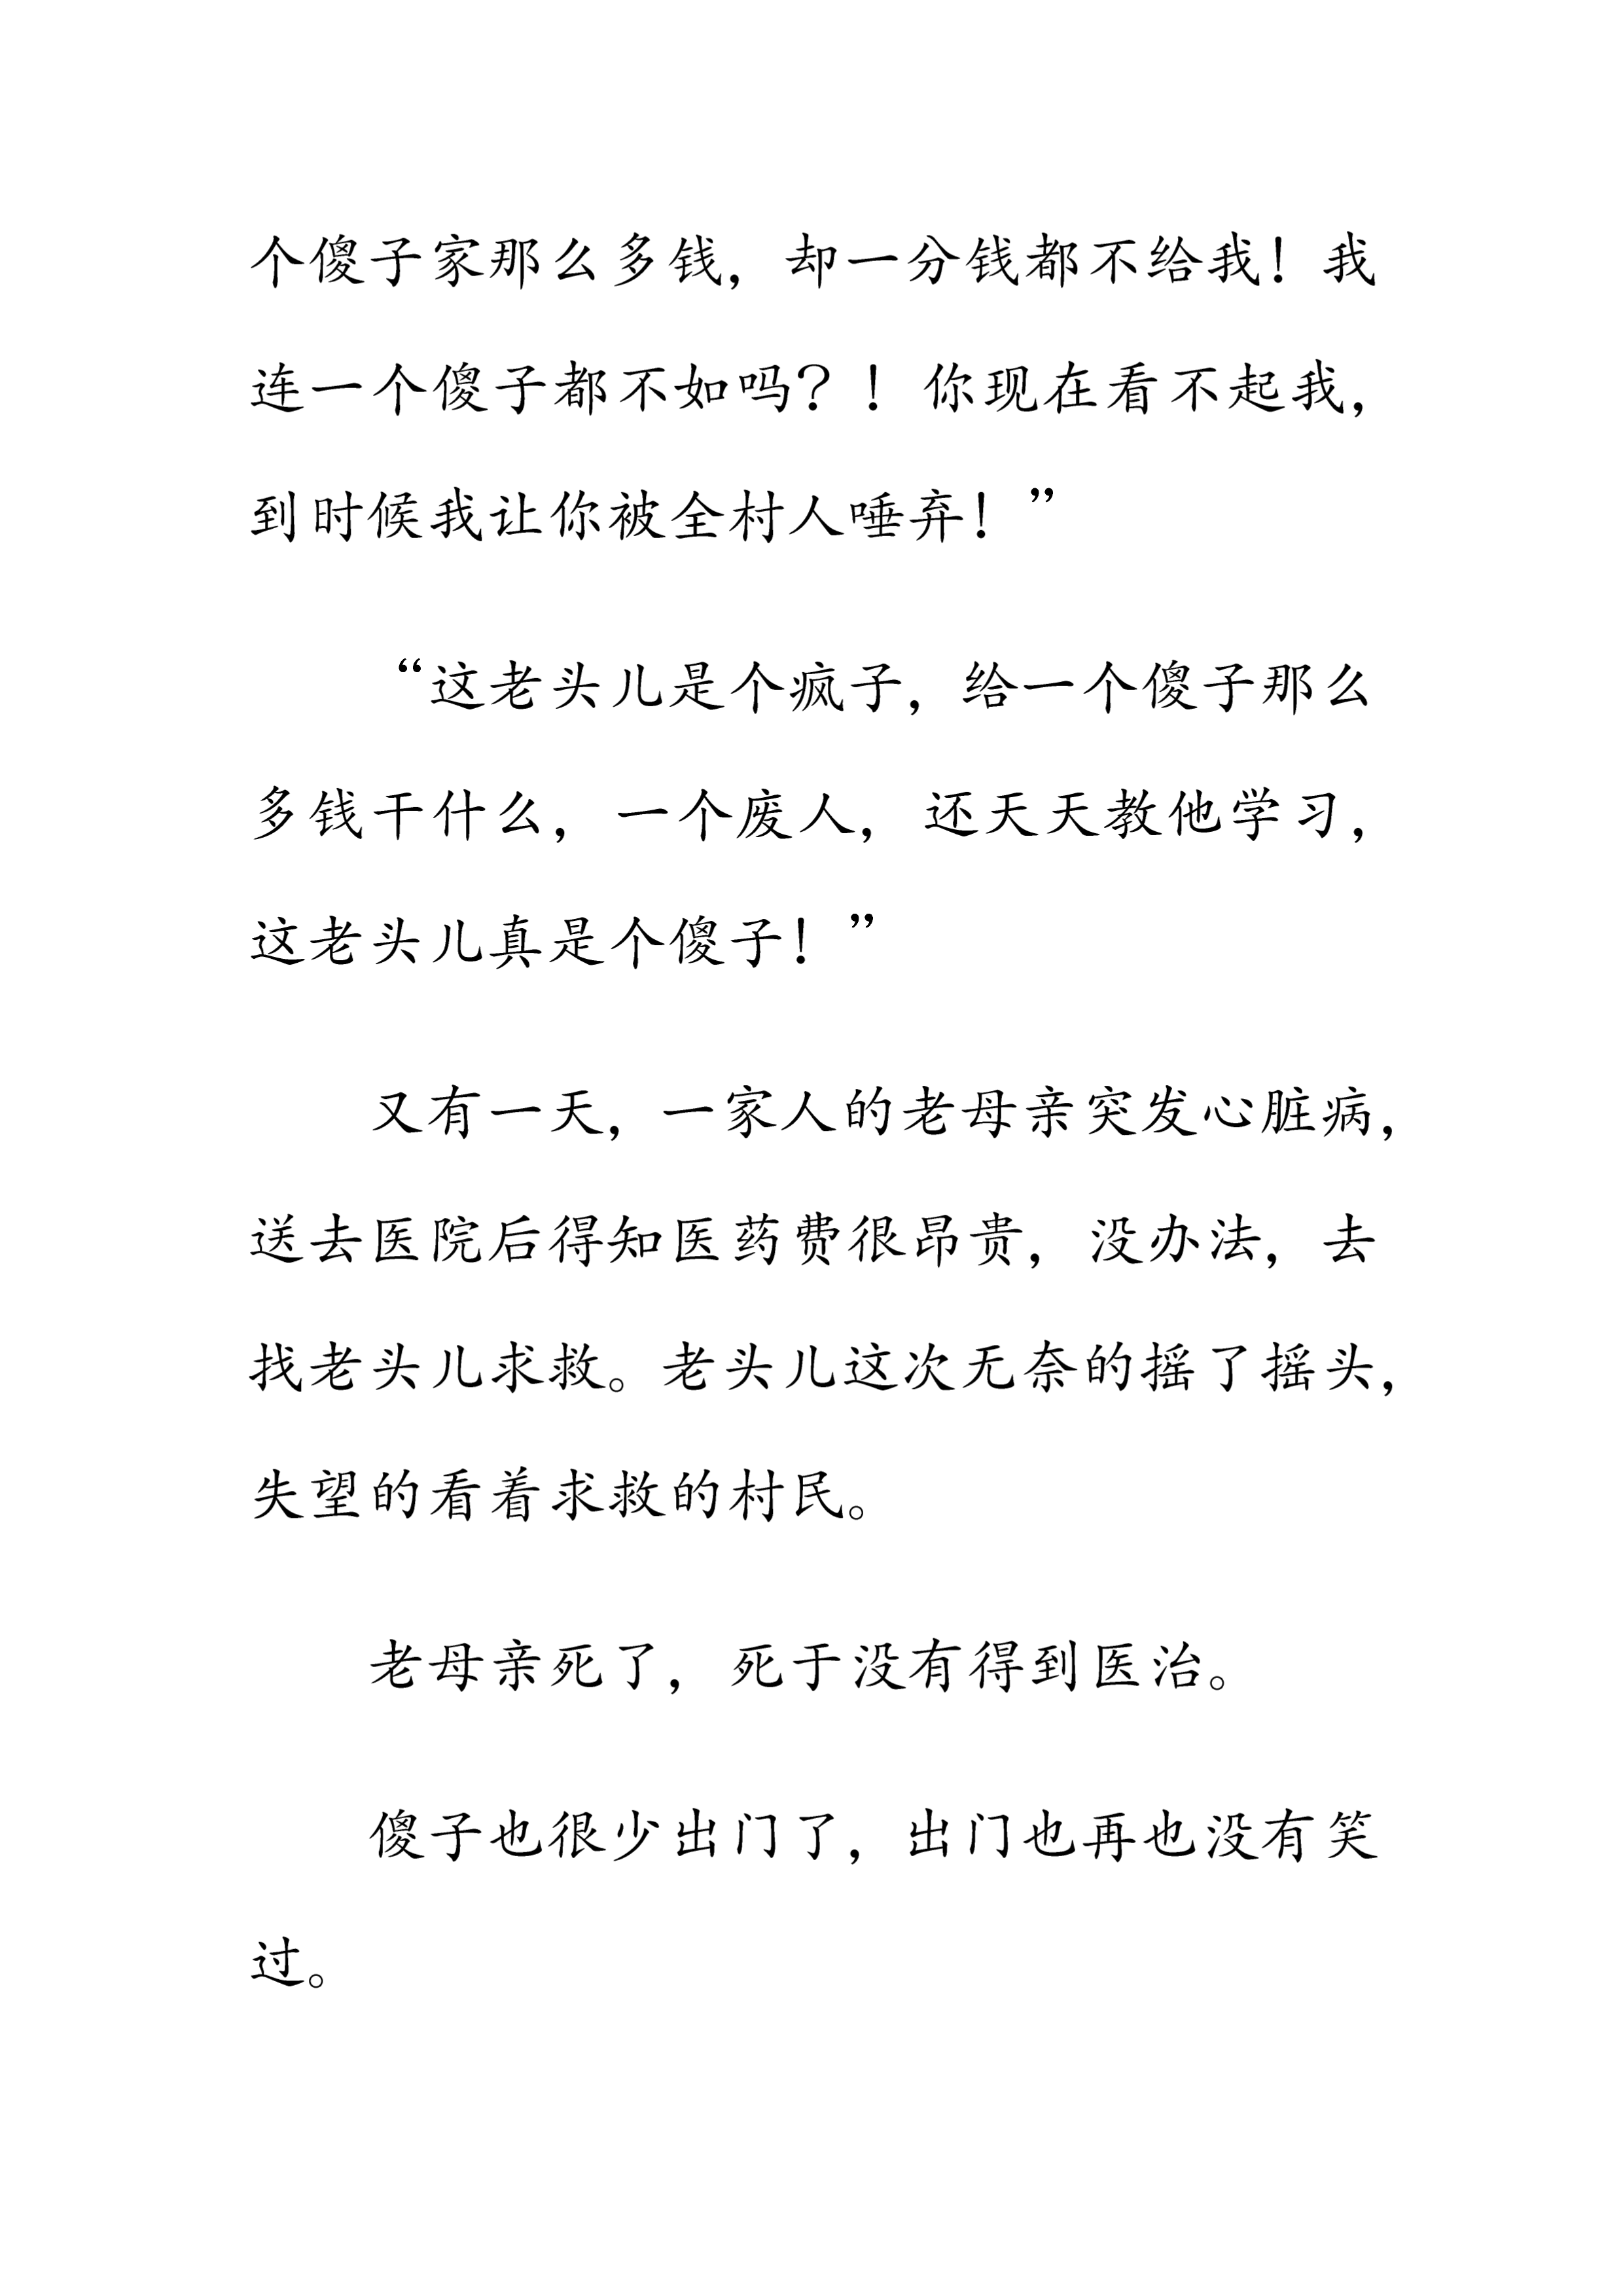 个傻子家那么多钱，却一分钱都不给我！我
连一个傻子都不如吗？！你现在看不起我，
到时候我让你被全村人唾弃！”
“这老头儿是个疯子，给一个傻子那么
多钱干什么，一个废人，还天天教他学习，
这老头儿真是个傻子！”
又有一天，一家人的老母亲突发心脏病，
送去医院后得知医药费很昂贵，没办法，去
找老头儿求救。老头儿这次无奈的摇了摇头，
失望的看着求救的村民。
老母亲死了，死于没有得到医治。
傻子也很少出门了，出门也再也没有笑
过。